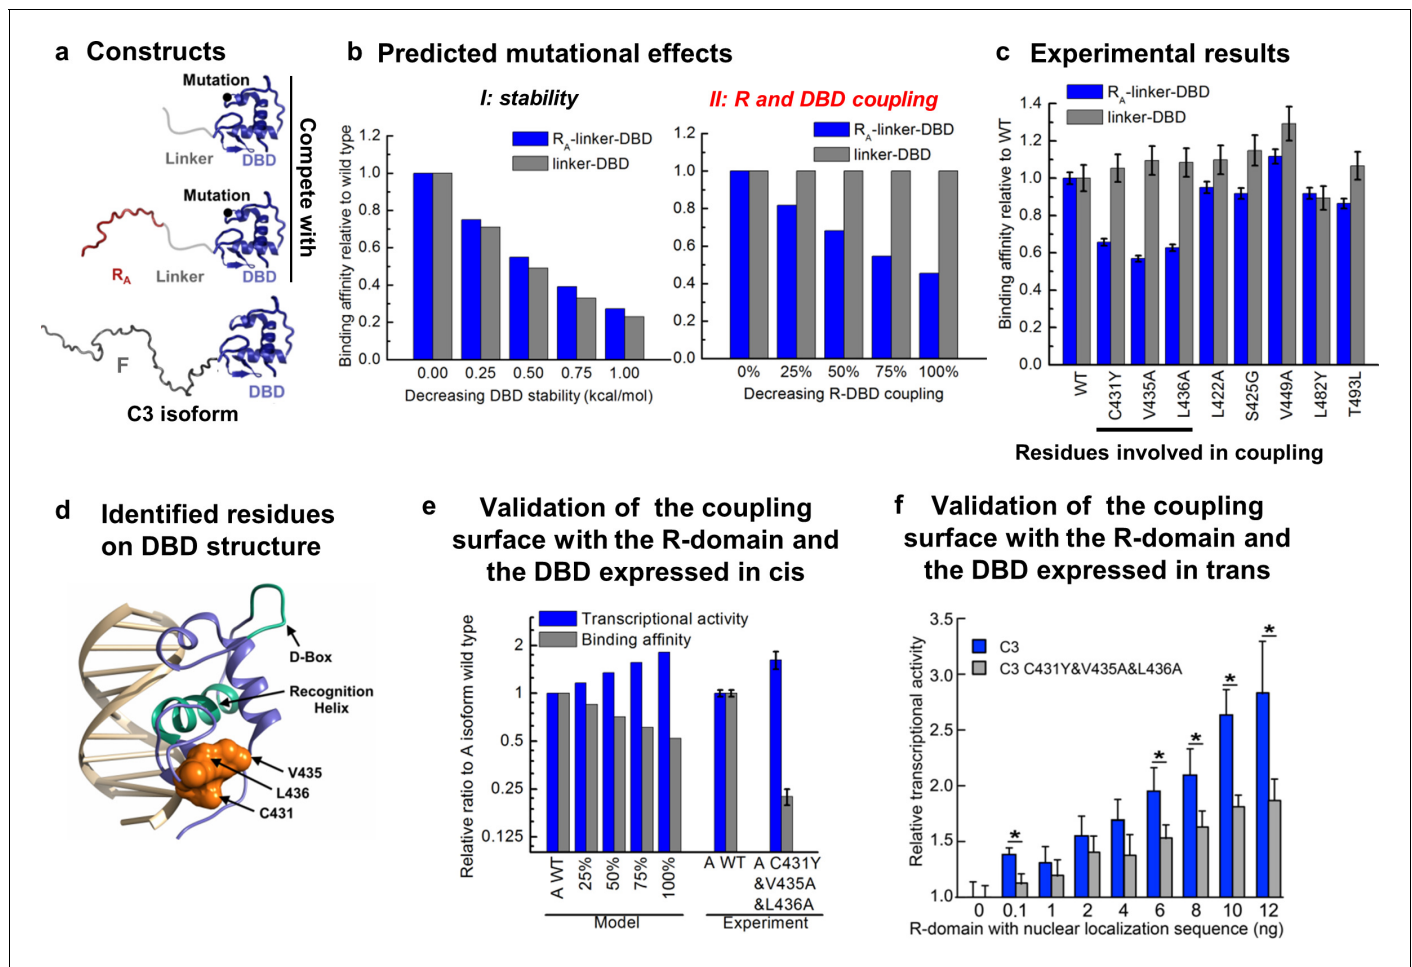 a Constructs
Mutation
Linker
DBD
Mutation
R_A
Linker
DBD
Compete with
F
DBD
C3 isoform
b Predicted mutational effects
I: stability
R_A-linker-DBD
linker-DBD
Binding affinity relative to wild type
1.2
1.0
0.8
0.6
0.4
0.2
0.0
0.00 0.25 0.50 0.75 1.00
Decreasing DBD stability (kcal/mol)
II: R and DBD coupling
R_A-linker-DBD
linker-DBD
1.2
1.0
0.8
0.6
0.4
0.2
0.0
0% 25% 50% 75% 100%
Decreasing R-DBD coupling
c Experimental results
R_A-linker-DBD
linker-DBD
Binding affinity relative to WT
1.4
1.2
1.0
0.8
0.6
0.4
0.2
0.0
WT
C431Y
V435A
L436A
L422A
S425G
V449A
L482Y
T493L
Residues involved in coupling
d Identified residues
on DBD structure
D-Box
Recognition
Helix
V435
L436
C431
e Validation of the coupling
surface with the R-domain and
the DBD expressed in cis
Transcriptional activity
Binding affinity
Relative ratio to A isoform wild type
2
1
0.5
0.25
0.125
A WT
25%
50%
75%
100%
Model
A WT
A C431Y
&V435A
&L436A
Experiment
f Validation of the coupling
surface with the R-domain and
the DBD expressed in trans
C3
C3 C431Y&V435A&L436A
Relative transcriptional activity
3.5
3.0
2.5
2.0
1.5
1.0
* * * * *
0 0.1 1 2 4 6 8 10 12
R-domain with nuclear localization sequence (ng)